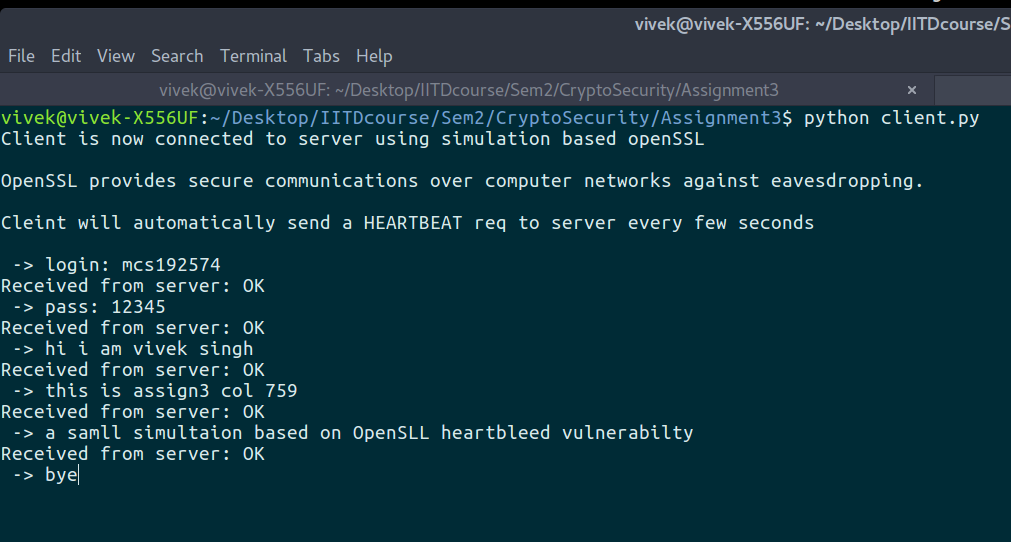 vivek@vivek-X556UF: ~/Desktop/IITDcourse/S
File Edit View Search Terminal Tabs Help
vivek@vivek-X556UF: ~/Desktop/IITDcourse/Sem2/CryptoSecurity/Assignment3 ×
vivek@vivek-X556UF:~/Desktop/IITDcourse/Sem2/CryptoSecurity/Assignment3$ python client.py
Client is now connected to server using simulation based openSSL
OpenSSL provides secure communications over computer networks against eavesdropping.
Cleint will automatically send a HEARTBEAT req to server every few seconds
-> login: mcs192574
Received from server: OK
-> pass: 12345
Received from server: OK
-> hi i am vivek singh
Received from server: OK
-> this is assign3 col 759
Received from server: OK
-> a samll simultaion based on OpenSLL heartbleed vulnerabilty
Received from server: OK
-> bye